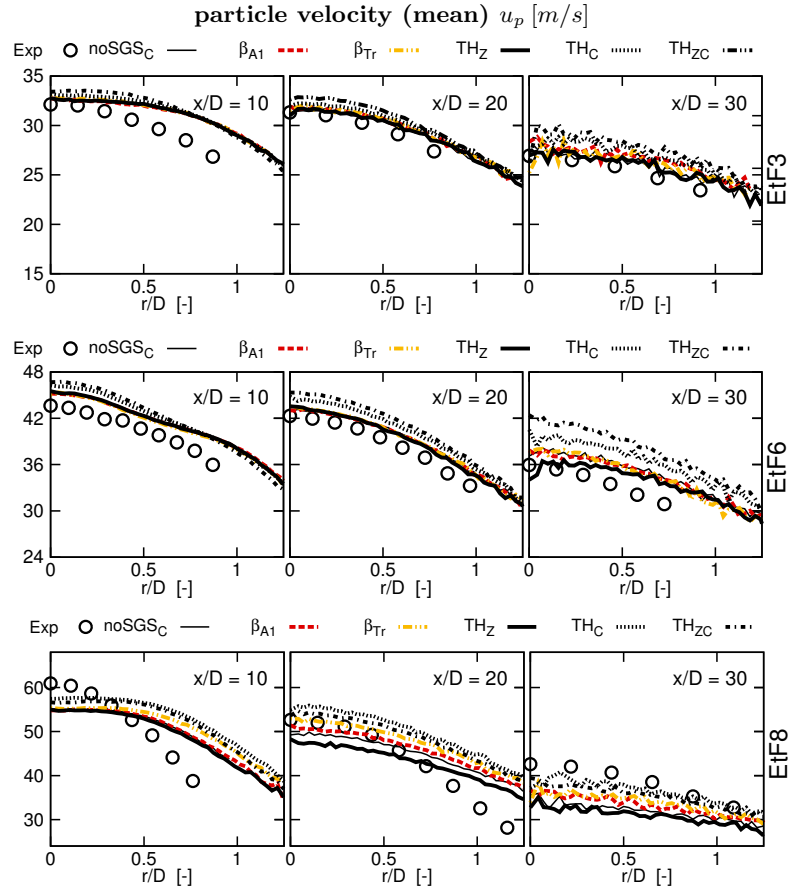 particle velocity (mean) u_p [m/s]
Exp noSGS_C β_A1 β_Tr TH_Z TH_C TH_ZC
35
30
25
20
15
x/D = 10 x/D = 20 x/D = 30
EtF3
0 0.5 1 0 0.5 1 0 0.5 1
r/D [-] r/D [-] r/D [-]
Exp noSGS_C β_A1 β_Tr TH_Z TH_C TH_ZC
48
42
36
30
24
x/D = 10 x/D = 20 x/D = 30
EtF6
0 0.5 1 0 0.5 1 0 0.5 1
r/D [-] r/D [-] r/D [-]
Exp noSGS_C β_A1 β_Tr TH_Z TH_C TH_ZC
60
50
40
30
x/D = 10 x/D = 20 x/D = 30
EtF8
0 0.5 1 0 0.5 1 0 0.5 1
r/D [-] r/D [-] r/D [-]